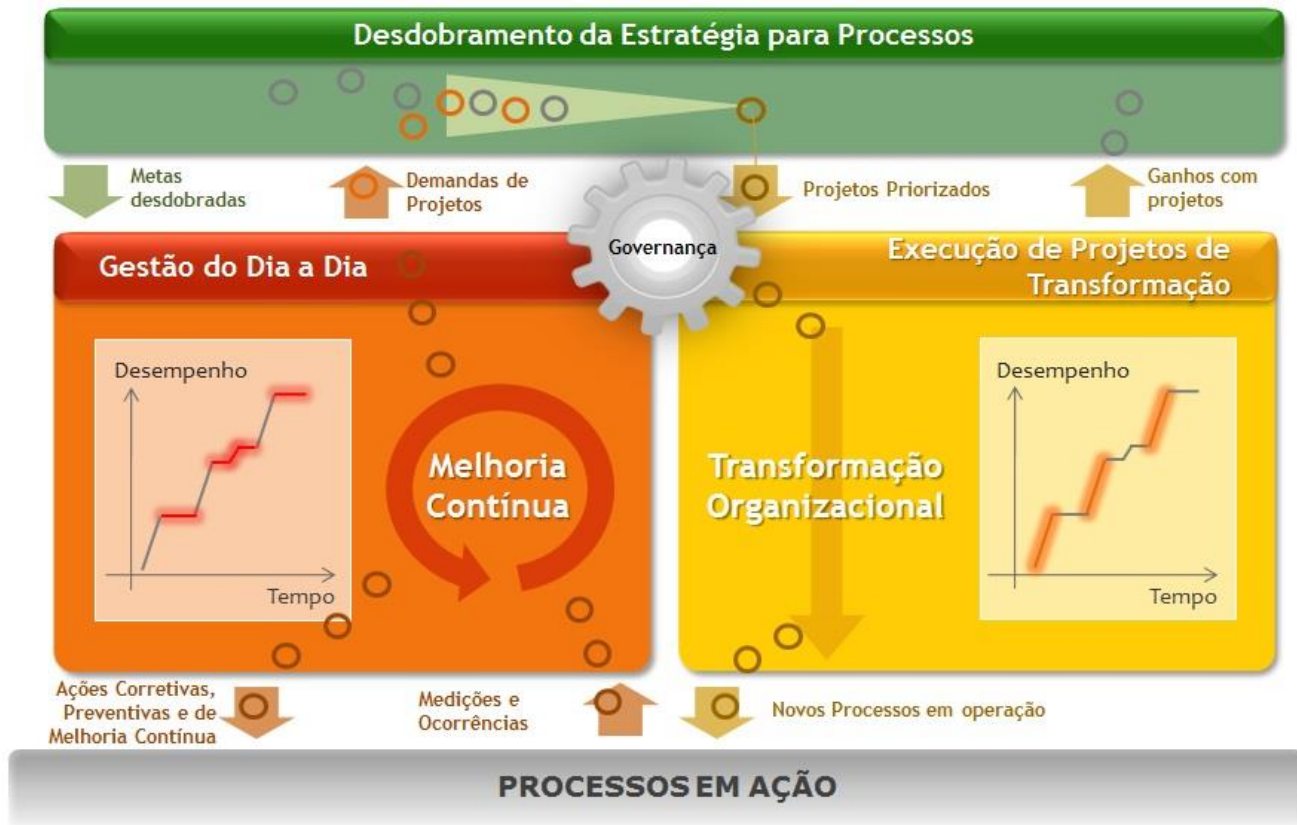 Desdobramento da Estratégia para Processos
Metas
desdobradas
Demandas de
Projetos
Projetos Priorizados
Ganhos com
projetos
Governança
Gestão do Dia a Dia
Execução de Projetos de
Transformação
Desempenho
Tempo
Melhoria
Contínua
Transformação
Organizacional
Desempenho
Tempo
Ações Corretivas,
Preventivas e de
Melhoria Contínua
Medições e
Ocorrências
Novos Processos em operação
PROCESSOS EM AÇÃO